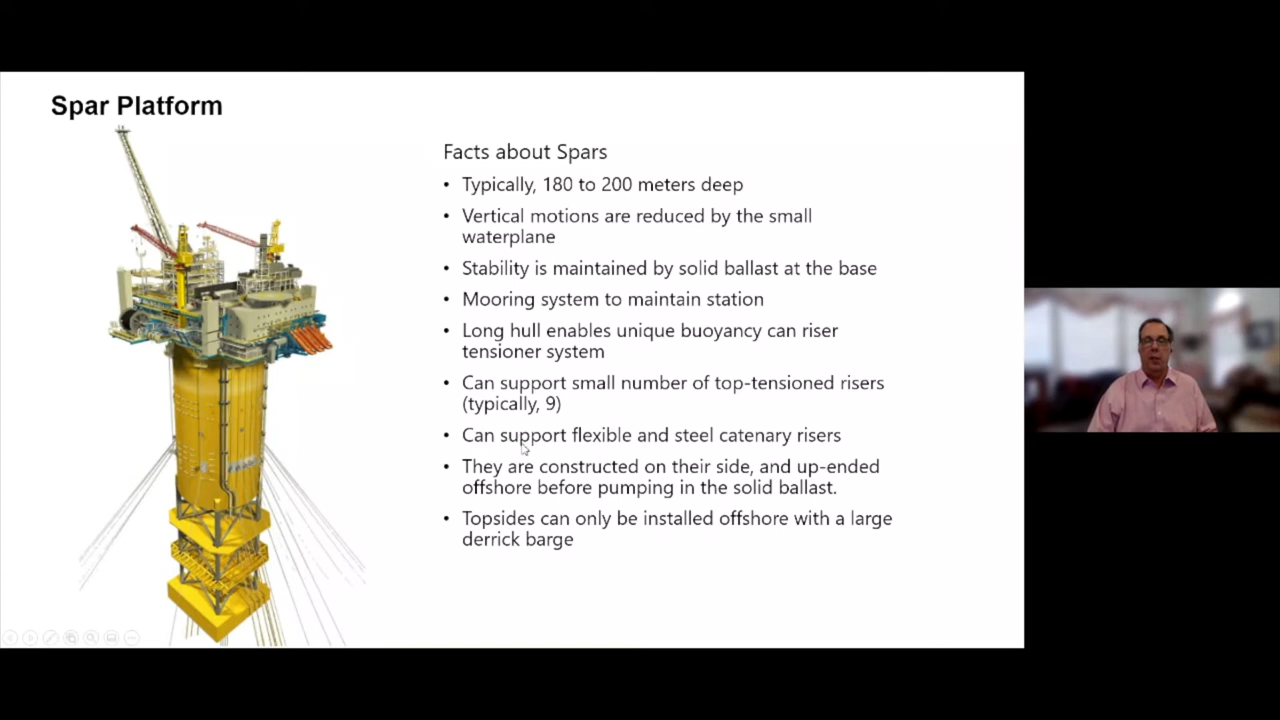 Spar Platform
Facts about Spars
• Typically, 180 to 200 meters deep
• Vertical motions are reduced by the small
waterplane
• Stability is maintained by solid ballast at the base
• Mooring system to maintain station
• Long hull enables unique buoyancy can riser
tensioner system
• Can support small number of top-tensioned risers
(typically, 9)
• Can support flexible and steel catenary risers
• They are constructed on their side, and up-ended
offshore before pumping in the solid ballast.
• Topsides can only be installed offshore with a large
derrick barge